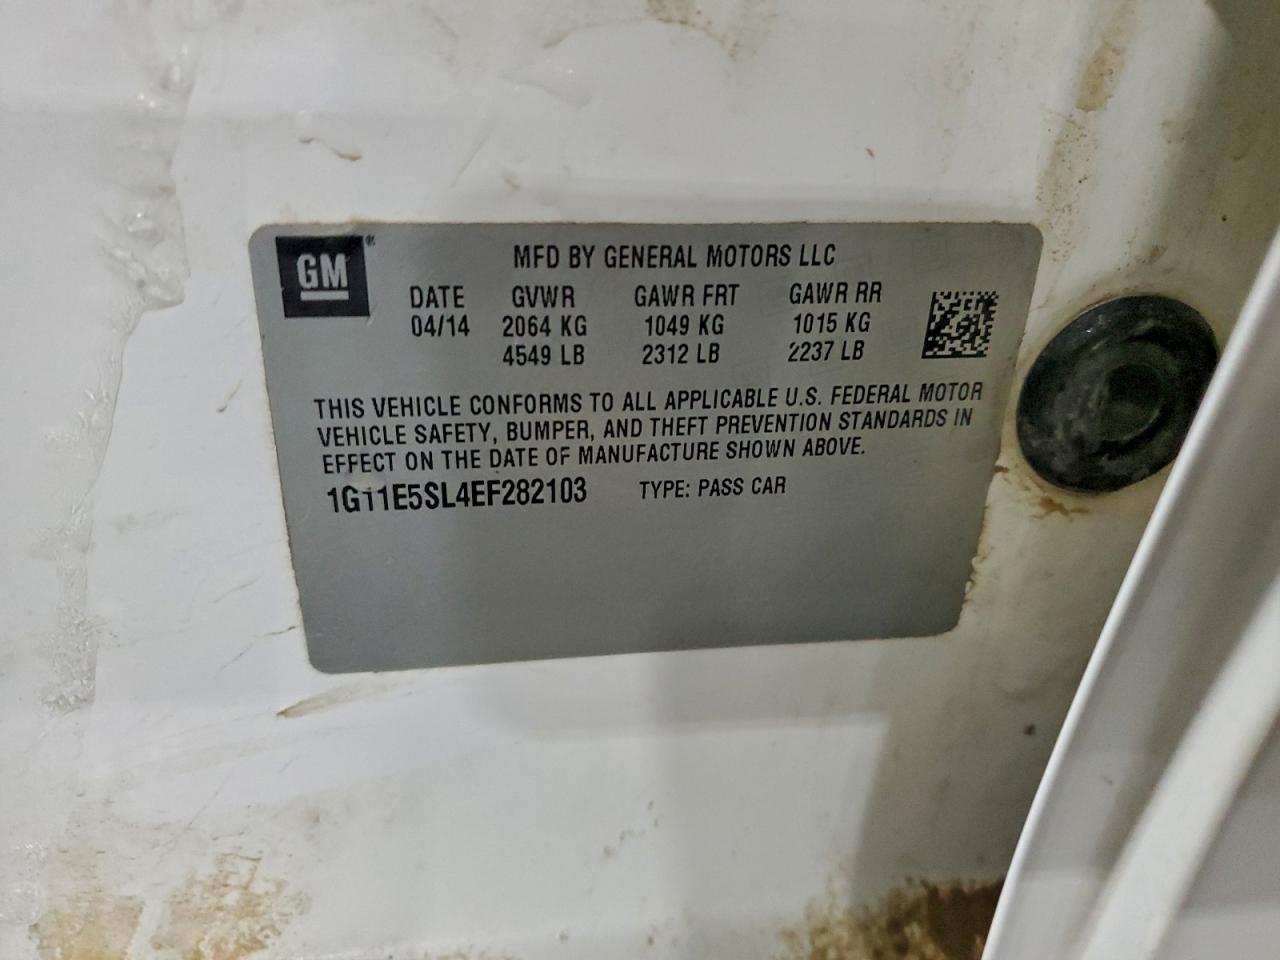 GM®
MFD BY GENERAL MOTORS LLC
DATE GVWR GAWR FRT GAWR RR
04/14 2064 KG 1049 KG 1015 KG
4549 LB 2312 LB 2237 LB
THIS VEHICLE CONFORMS TO ALL APPLICABLE U.S. FEDERAL MOTOR
VEHICLE SAFETY, BUMPER, AND THEFT PREVENTION STANDARDS IN
EFFECT ON THE DATE OF MANUFACTURE SHOWN ABOVE.
1G11E5SL4EF282103 TYPE: PASS CAR